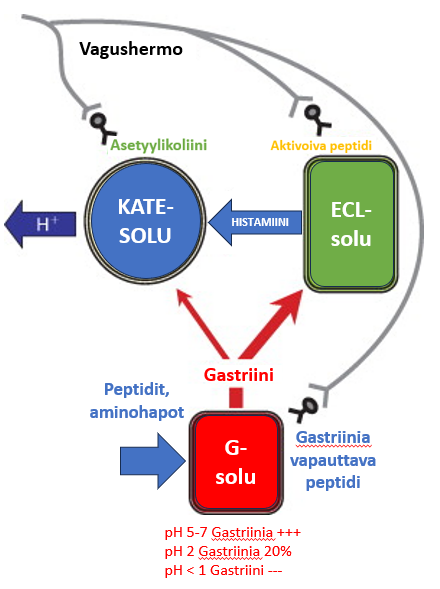 Vagushermo
Asetyylikoliini
Aktivoiva peptidi
KATE-
SOLU
H+
HISTAMIINI
ECL-
solu
Gastriini
Peptidit,
aminohapot
G-
solu
Gastriinia
vapauttava
peptidi
pH 5-7 Gastriinia +++
pH 2 Gastriinia 20%
pH < 1 Gastriini ---